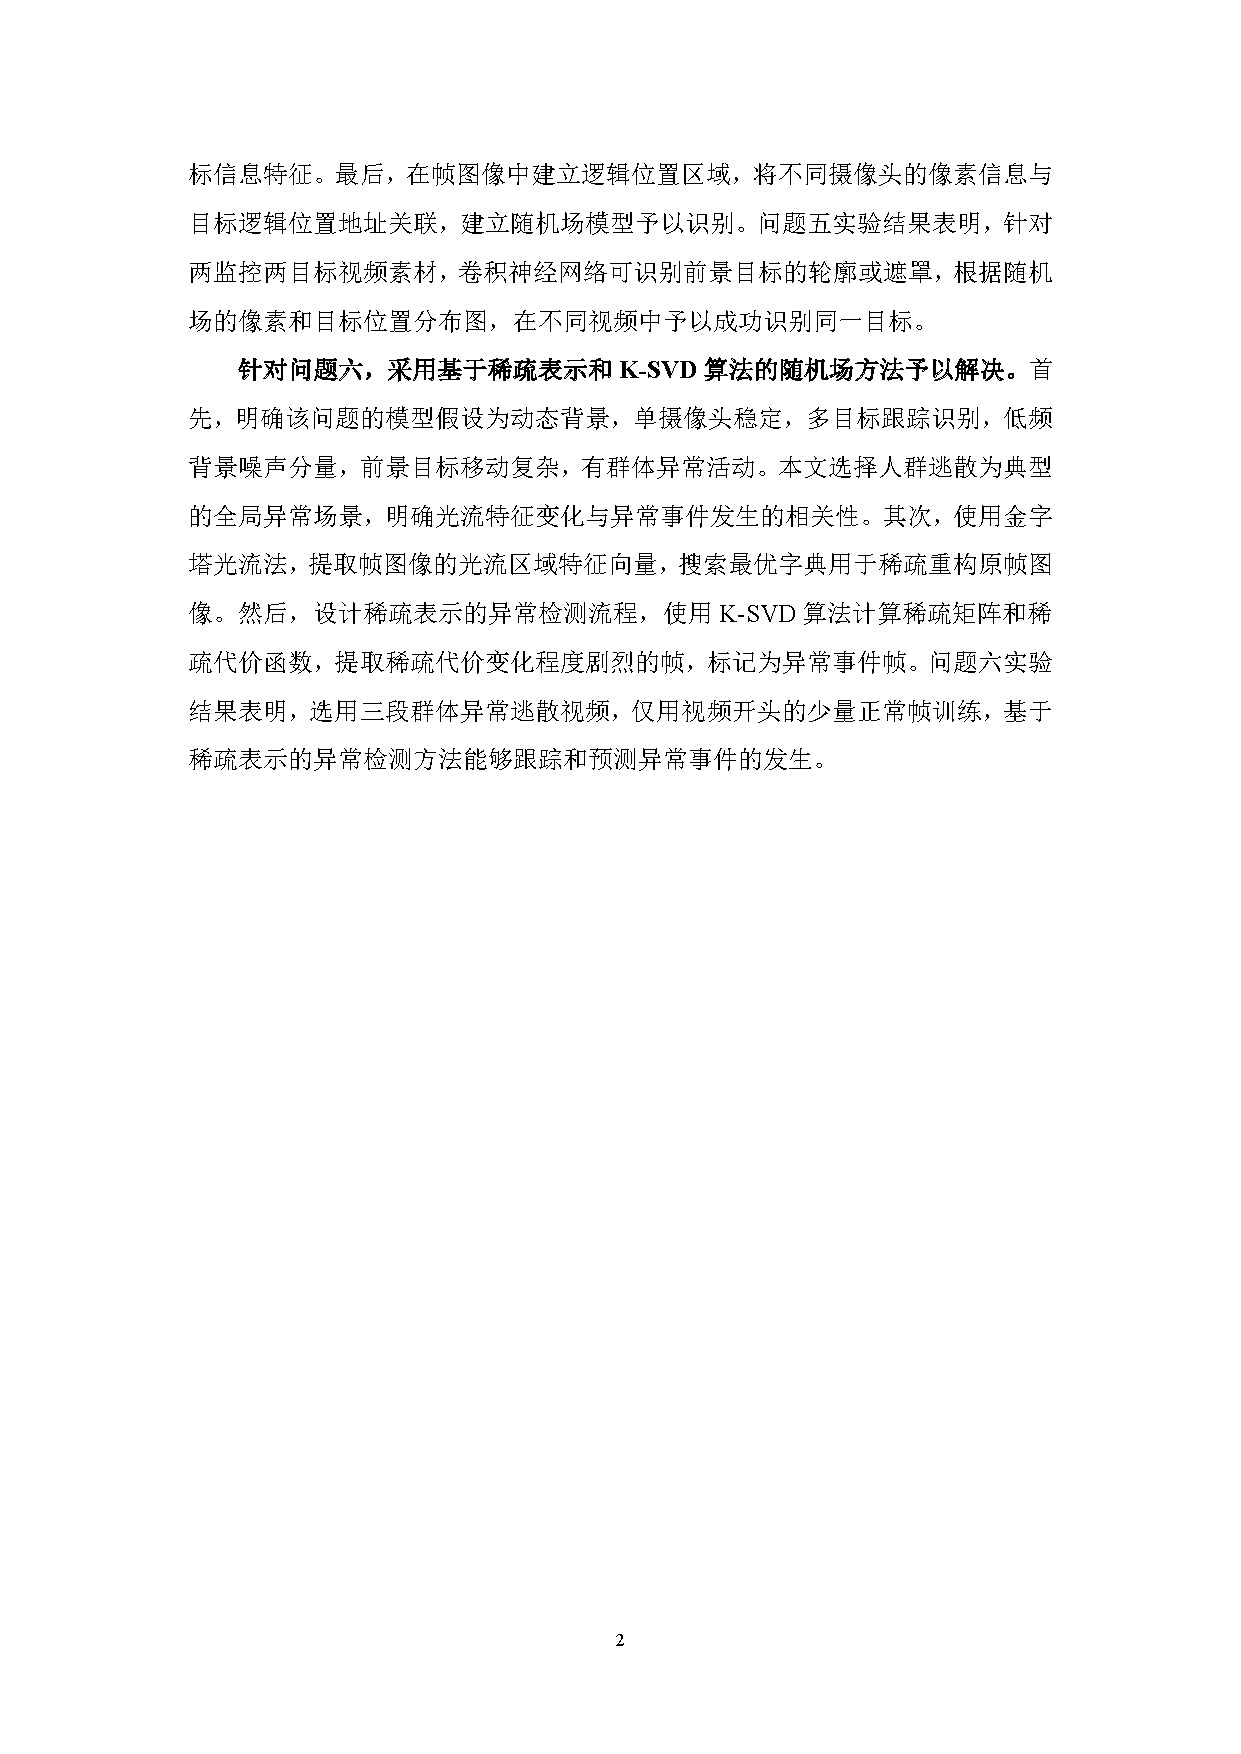 标信息特征。最后，在帧图像中建立逻辑位置区域，将不同摄像头的像素信息与
目标逻辑位置地址关联，建立随机场模型予以识别。问题五实验结果表明，针对
两监控两目标视频素材，卷积神经网络可识别前景目标的轮廓或遮罩，根据随机
场的像素和目标位置分布图，在不同视频中予以成功识别同一目标。
针对问题六，采用基于稀疏表示和 K-SVD 算法的随机场方法予以解决。首
先，明确该问题的模型假设为动态背景，单摄像头稳定，多目标跟踪识别，低频
背景噪声分量，前景目标移动复杂，有群体异常活动。本文选择人群逃散为典型
的全局异常场景，明确光流特征变化与异常事件发生的相关性。其次，使用金字
塔光流法，提取帧图像的光流区域特征向量，搜索最优字典用于稀疏重构原帧图
像。然后，设计稀疏表示的异常检测流程，使用 K-SVD 算法计算稀疏矩阵和稀
疏代价函数，提取稀疏代价变化程度剧烈的帧，标记为异常事件帧。问题六实验
结果表明，选用三段群体异常逃散视频，仅用视频开头的少量正常帧训练，基于
稀疏表示的异常检测方法能够跟踪和预测异常事件的发生。
2